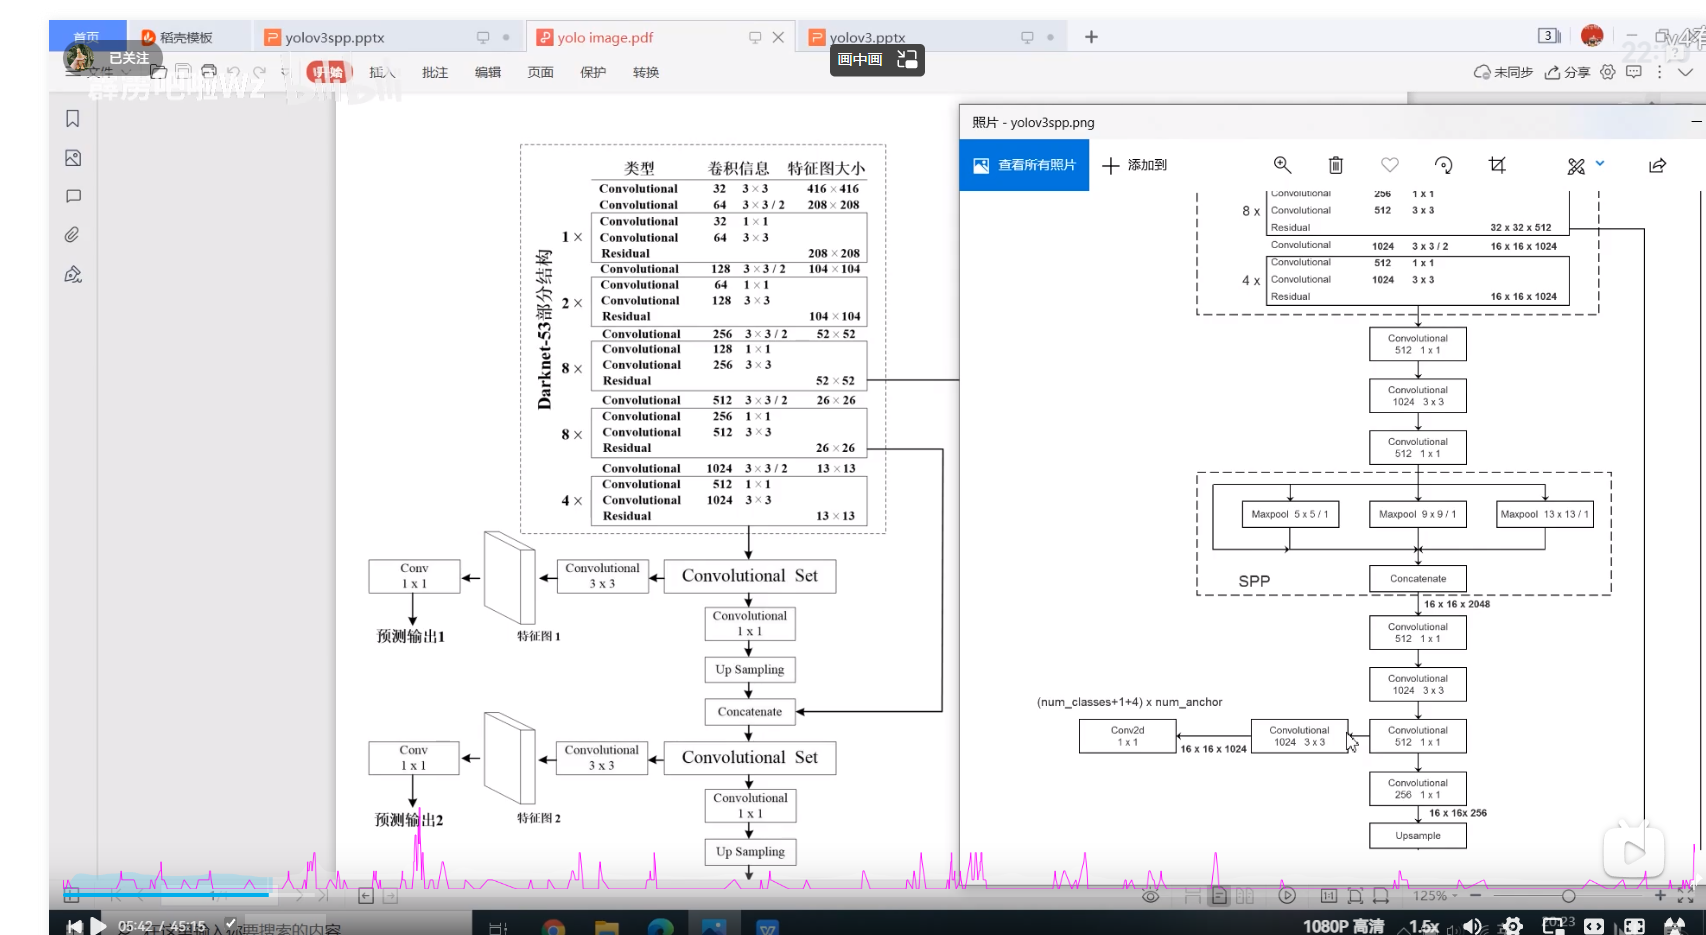 首页
稻壳模板
yolov3spp.pptx
yolo image.pdf
yolov3.pptx
3
已关注
画中画
文件
开始
插入
批注
编辑
页面
保护
转换
未同步
分享
霹雳吧啦Wz
bilibili
照片 - yolov3spp.png
查看所有照片
添加到
类型 卷积信息 特征图大小
Convolutional 32 3 × 3 416 × 416
Convolutional 64 3 × 3 / 2 208 × 208
1 ×
Convolutional 32 1 × 1
Convolutional 64 3 × 3
Residual 208 × 208
Convolutional 128 3 × 3 / 2 104 × 104
2 ×
Convolutional 64 1 × 1
Convolutional 128 3 × 3
Residual 104 × 104
Convolutional 256 3 × 3 / 2 52 × 52
8 ×
Convolutional 128 1 × 1
Convolutional 256 3 × 3
Residual 52 × 52
Convolutional 512 3 × 3 / 2 26 × 26
8 ×
Convolutional 256 1 × 1
Convolutional 512 3 × 3
Residual 26 × 26
Convolutional 1024 3 × 3 / 2 13 × 13
4 ×
Convolutional 512 1 × 1
Convolutional 1024 3 × 3
Residual 13 × 13
Darknet-53部分结构
Conv
1 x 1
Convolutional
3 x 3
Convolutional Set
预测输出1
特征图1
Convolutional
1 x 1
Up Sampling
Concatenate
Conv
1 x 1
Convolutional
3 x 3
Convolutional Set
预测输出2
特征图2
Convolutional
1 x 1
Up Sampling
Convolutional 256 1 x 1
8 x
Convolutional 512 3 x 3
Residual 32 x 32 x 512
Convolutional 1024 3 x 3 / 2 16 x 16 x 1024
Convolutional 512 1 x 1
4 x
Convolutional 1024 3 x 3
Residual 16 x 16 x 1024
Convolutional
512 1 x 1
Convolutional
1024 3 x 3
Convolutional
512 1 x 1
Maxpool 5 x 5 / 1
Maxpool 9 x 9 / 1
Maxpool 13 x 13 / 1
SPP
Concatenate
16 x 16 x 2048
Convolutional
512 1 x 1
Convolutional
1024 3 x 3
(num_classes+1+4) x num_anchor
Conv2d
1 x 1
16 x 16 x 1024
Convolutional
1024 3 x 3
Convolutional
512 1 x 1
Convolutional
256 1 x 1
16 x 16x 256
Upsample
125%
05:42 / 45:15
要搜索的内容
1080P 高清
1.5x